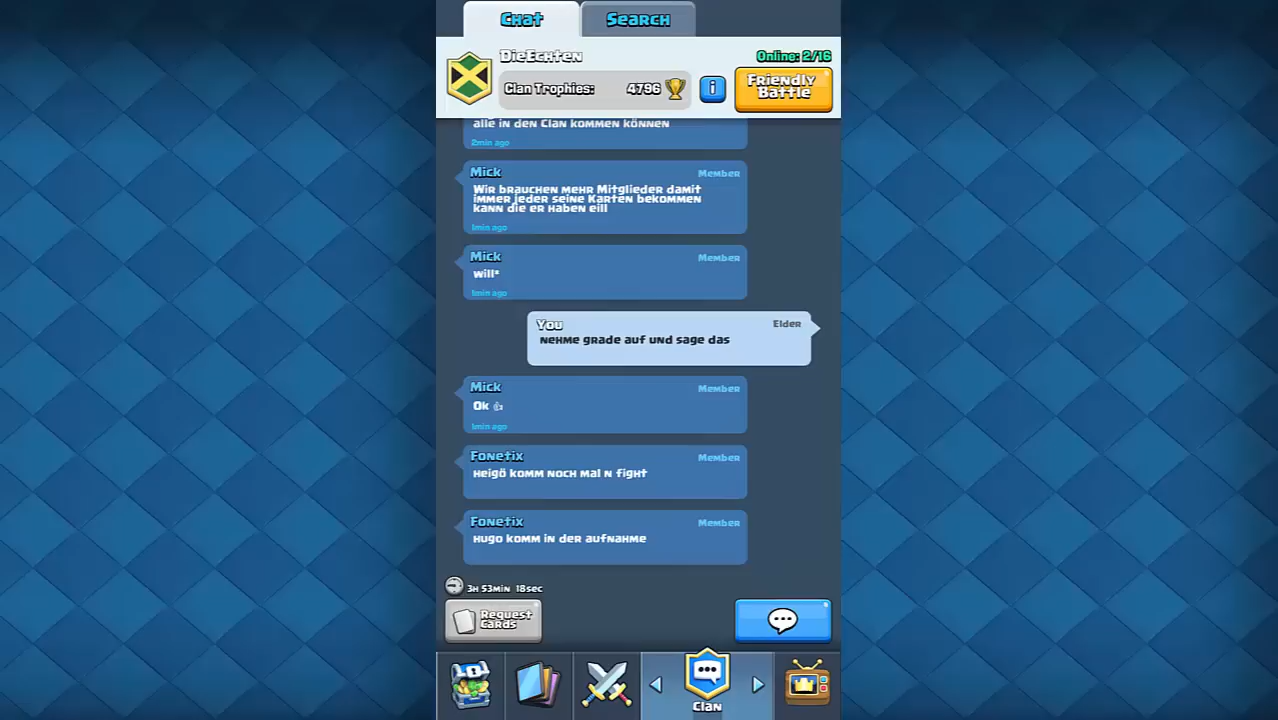 Chat
Search
DieEchten
Online: 2/16
Clan Trophies: 4796
i
Friendly
Battle
alle in den Clan kommen können
2min ago
Mick
Member
Wir brauchen mehr Mitglieder damit
immer jeder seine Karten bekommen
kann die er haben eill
1min ago
Mick
Member
will*
1min ago
You
Elder
nehme grade auf und sage das
Mick
Member
Ok 👍
1min ago
Fonetix
Member
Heigö komm noch mal n fight
Fonetix
Member
Hugo komm in der aufnahme
3h 53min 18sec
Request
Cards
Clan